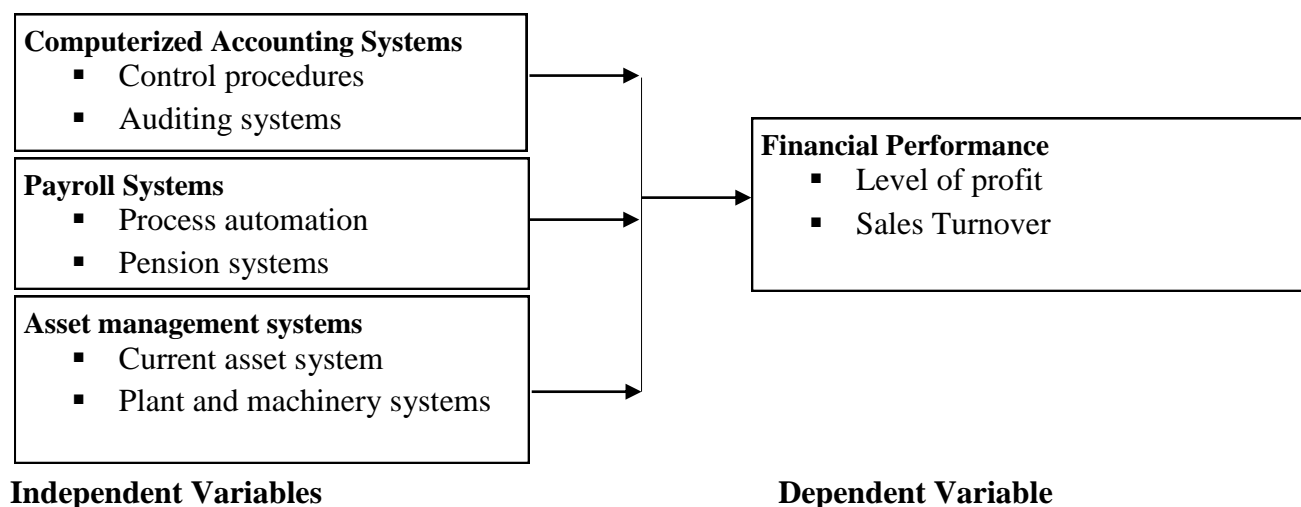 Computerized Accounting Systems
▪ Control procedures
▪ Auditing systems
Payroll Systems
▪ Process automation
▪ Pension systems
Asset management systems
▪ Current asset system
▪ Plant and machinery systems
Financial Performance
▪ Level of profit
▪ Sales Turnover
Independent Variables
Dependent Variable